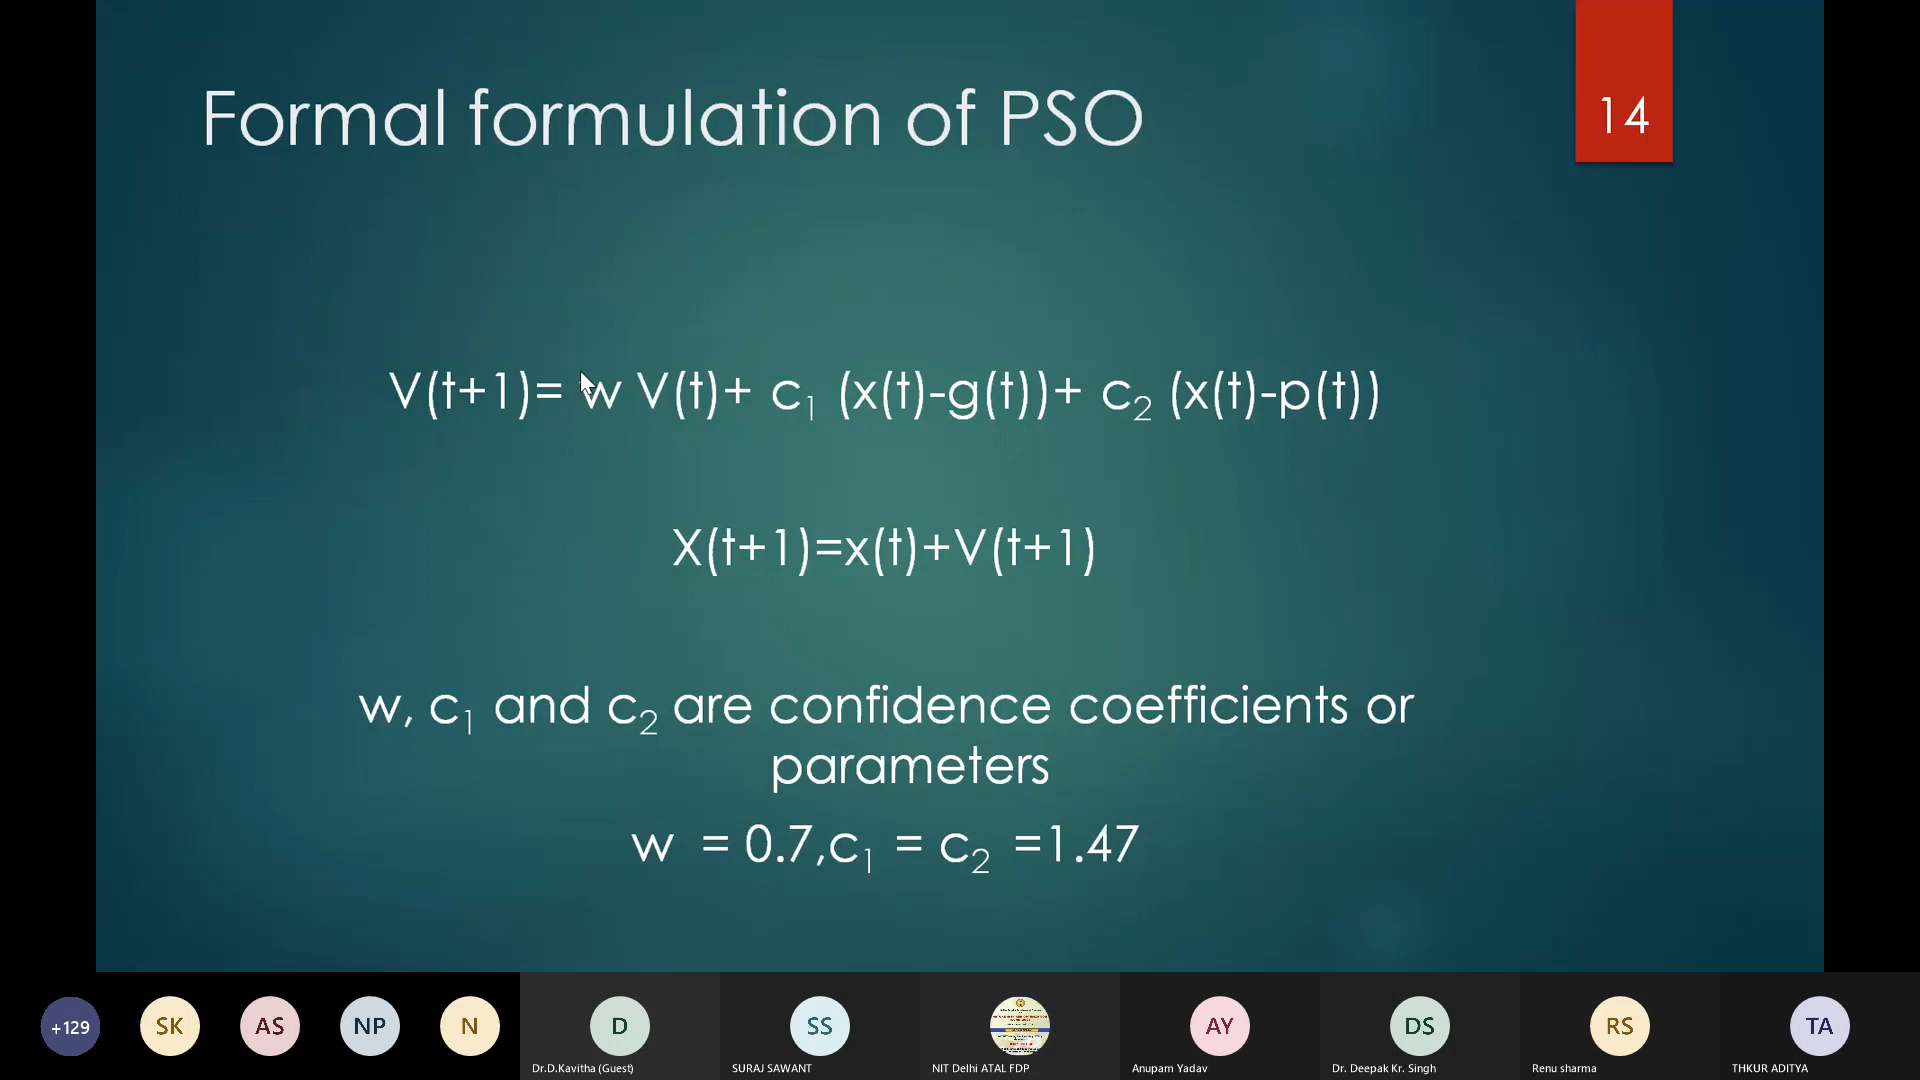 Formal formulation of PSO
14
V(t+1)= w V(t)+ c₁ (x(t)-g(t))+ c₂ (x(t)-p(t))
X(t+1)=x(t)+V(t+1)
w, c₁ and c₂ are confidence coefficients or
parameters
w = 0.7,c₁ = c₂ =1.47
+129
SK
AS
NP
N
D
SS
AY
DS
RS
TA
Dr.D.Kavitha (Guest)
SURAJ SAWANT
NIT Delhi ATAL FDP
Anupam Yadav
Dr. Deepak Kr. Singh
Renu sharma
THKUR ADITYA